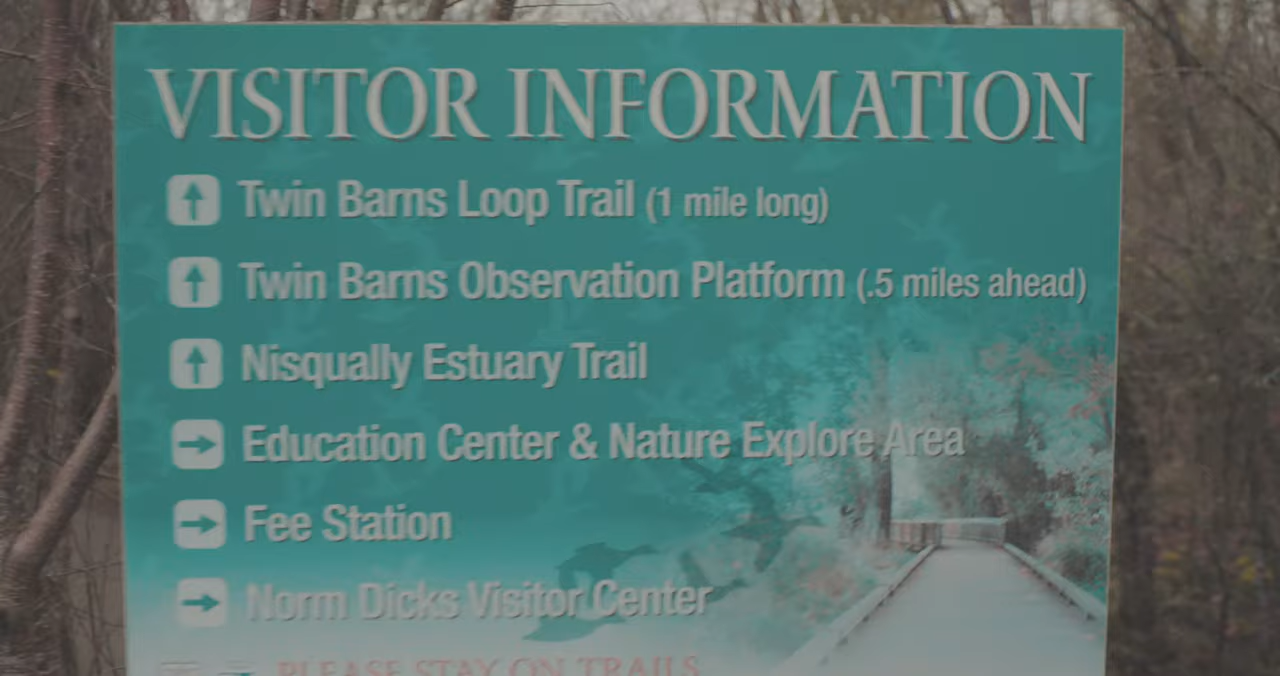 VISITOR INFORMATION
Twin Barns Loop Trail (1 mile long)
Twin Barns Observation Platform (.5 miles ahead)
Nisqually Estuary Trail
Education Center & Nature Explore Area
Fee Station
Norm Dicks Visitor Center
PLEASE STAY ON TRAILS